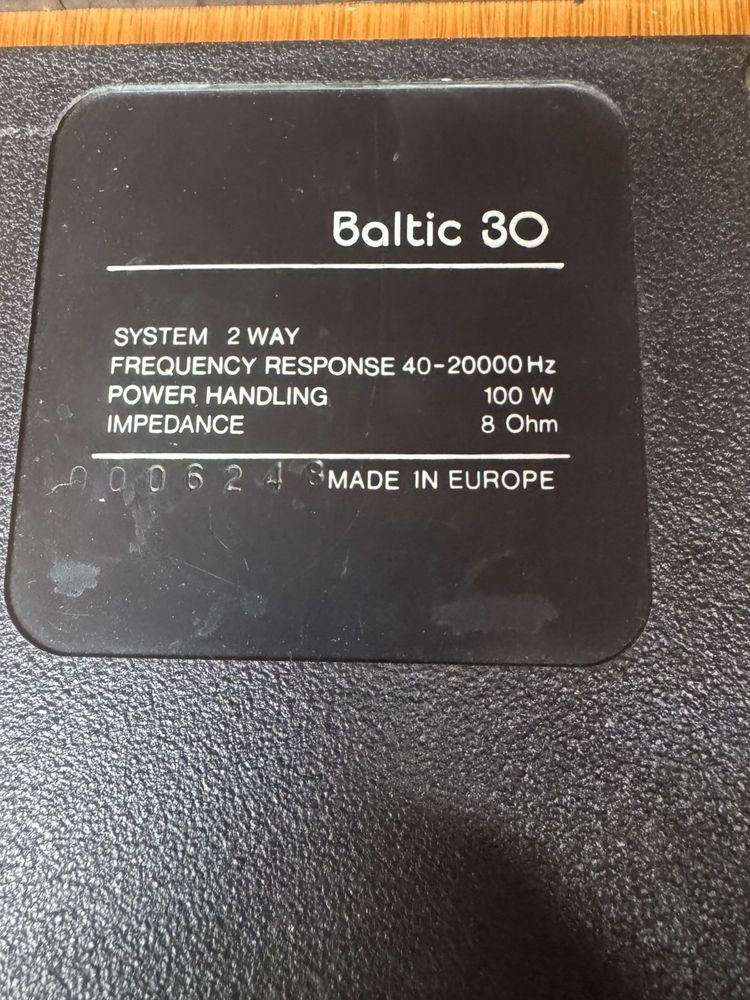 Baltic 30
SYSTEM 2 WAY
FREQUENCY RESPONSE 40-20000 Hz
POWER HANDLING 100 W
IMPEDANCE 8 Ohm
0006248 MADE IN EUROPE